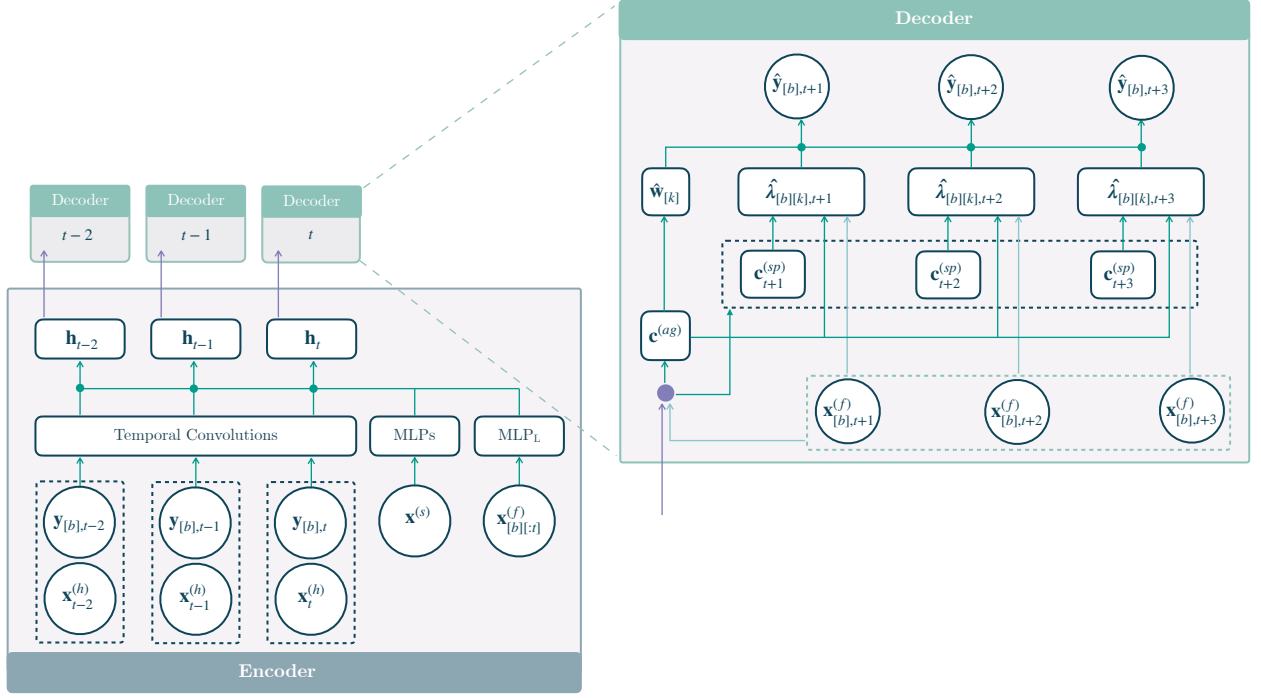 Decoder
ŷ[b],t+1
ŷ[b],t+2
ŷ[b],t+3
ŵ[k]
λ̂[b][k],t+1
λ̂[b][k],t+2
λ̂[b][k],t+3
c(sp)t+1
c(sp)t+2
c(sp)t+3
c(ag)
x(f)[b],t+1
x(f)[b],t+2
x(f)[b],t+3
Decoder
t−2
Decoder
t−1
Decoder
t
ht−2
ht−1
ht
Temporal Convolutions
MLPs
MLPL
y[b],t−2
y[b],t−1
y[b],t
x(s)
x(f)[b][:t]
x(h)t−2
x(h)t−1
x(h)t
Encoder